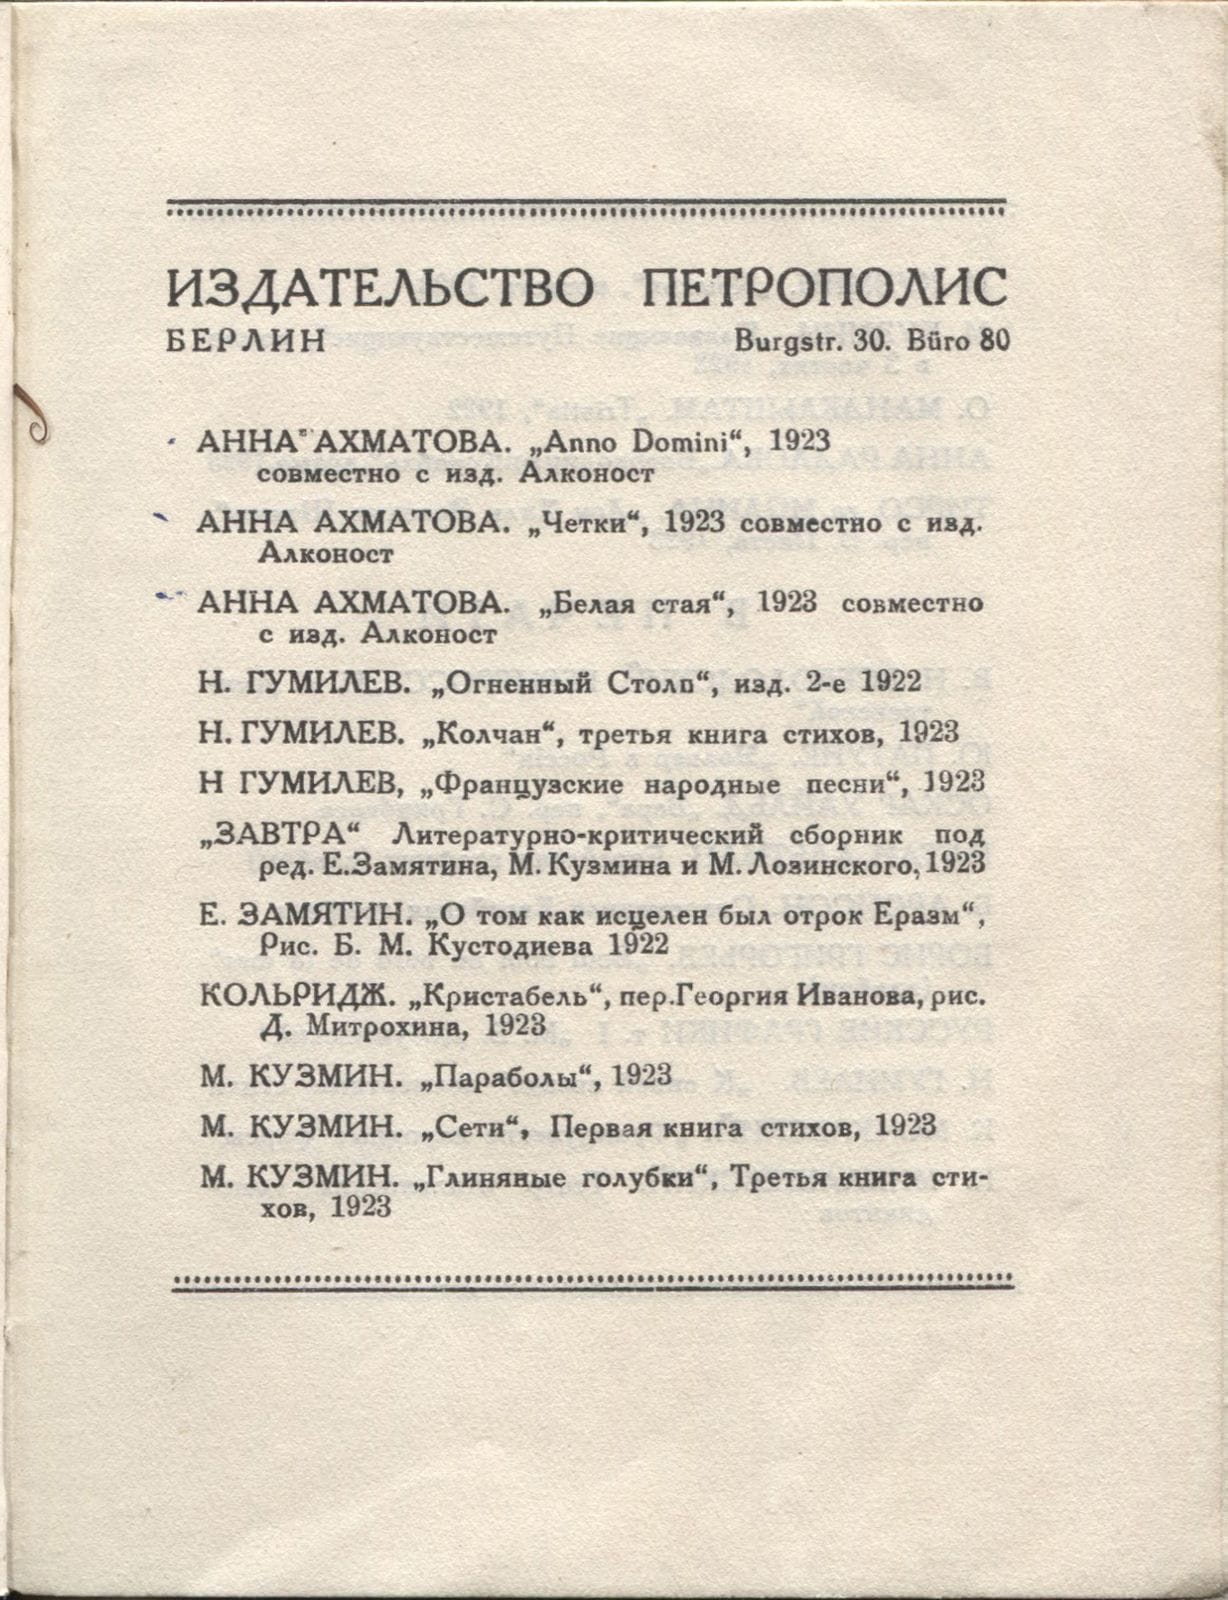 ИЗДАТЕЛЬСТВО ПЕТРОПОЛИС
БЕРЛИН Burgstr. 30. Büro 80
АННА АХМАТОВА. „Anno Domini“, 1923
совместно с изд. Алконост
АННА АХМАТОВА. „Четки“, 1923 совместно с изд.
Алконост
АННА АХМАТОВА. „Белая стая“, 1923 совместно
с изд. Алконост
Н. ГУМИЛЕВ. „Огненный Столп“, изд. 2-е 1922
Н. ГУМИЛЕВ. „Колчан“, третья книга стихов, 1923
Н ГУМИЛЕВ, „Французские народные песни“, 1923
„ЗАВТРА“ Литературно-критический сборник под
ред. Е.Замятина, М. Кузмина и М. Лозинского, 1923
Е. ЗАМЯТИН. „О том как исцелен был отрок Еразм“,
Рис. Б. М. Кустодиева 1922
КОЛЬРИДЖ. „Кристабель“, пер.Георгия Иванова, рис.
Д. Митрохина, 1923
М. КУЗМИН. „Параболы“, 1923
М. КУЗМИН. „Сети“, Первая книга стихов, 1923
М. КУЗМИН. „Глиняные голубки“, Третья книга сти-
хов, 1923